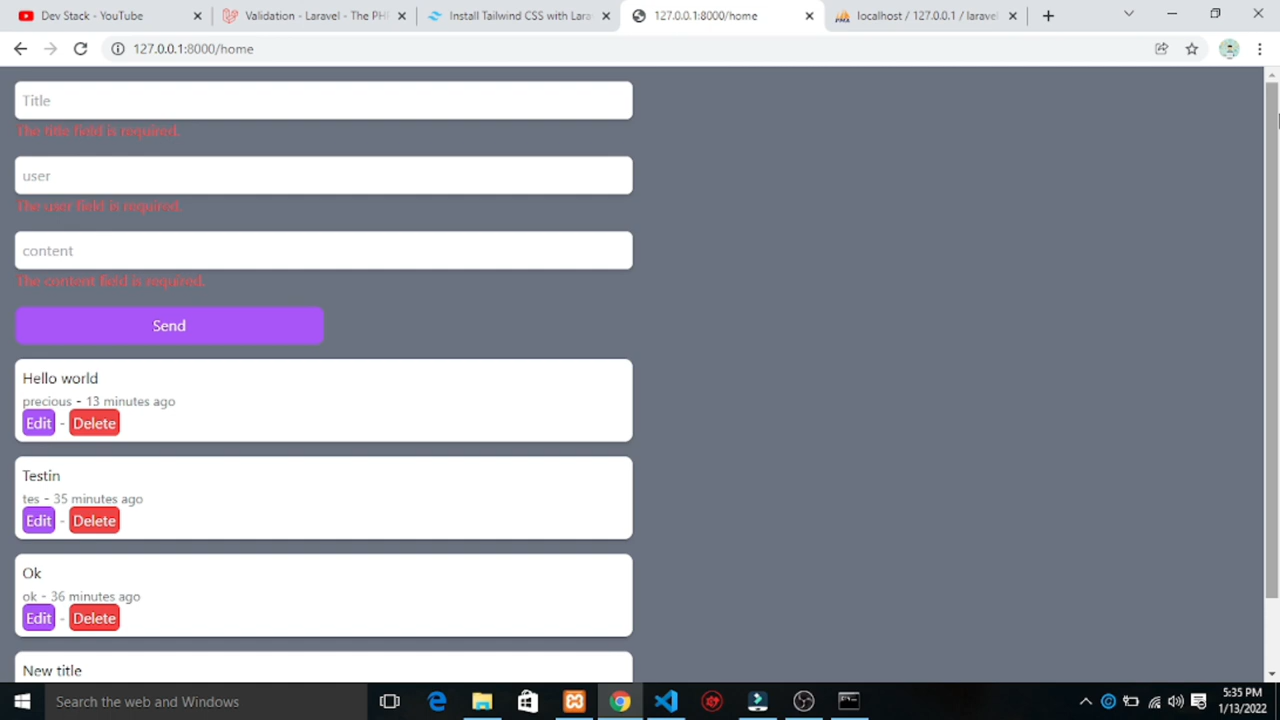 Dev Stack - YouTube
Validation - Laravel - The PH
Install Tailwind CSS with Lara
127.0.0.1:8000/home
localhost / 127.0.0.1 / laravel
127.0.0.1:8000/home
Title
The title field is required.
user
The user field is required.
content
The content field is required.
Send
Hello world
precious - 13 minutes ago
Edit - Delete
Testin
tes - 35 minutes ago
Edit - Delete
Ok
ok - 36 minutes ago
Edit - Delete
New title
Search the web and Windows
5:35 PM
1/13/2022